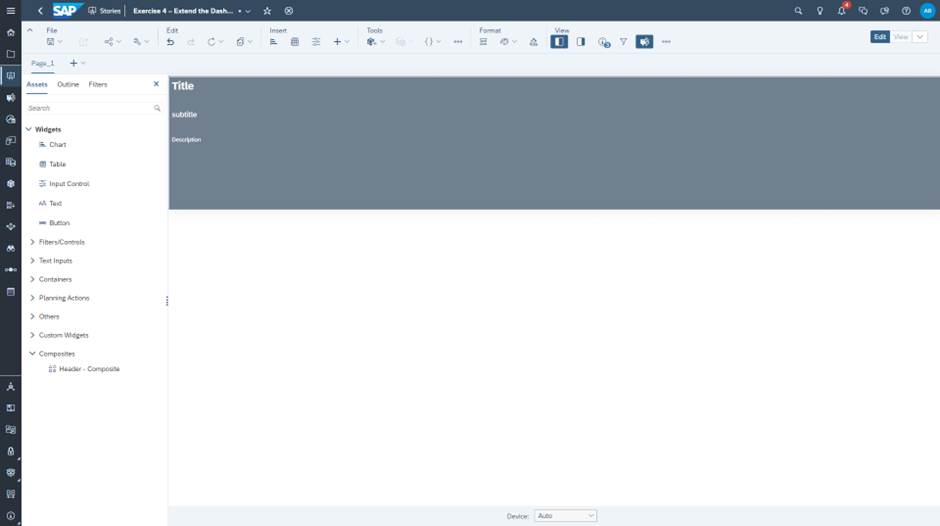 SAP Stories Exercise 4 – Extend the Dash... 4 AR
File Edit Insert Tools Format View
Edit View
Page_1
Assets Outline Filters
Search
Widgets
Chart
Table
Input Control
Text
Button
Filters/Controls
Text Inputs
Containers
Planning Actions
Others
Custom Widgets
Composites
Header - Composite
Title
subtitle
Description
Device: Auto